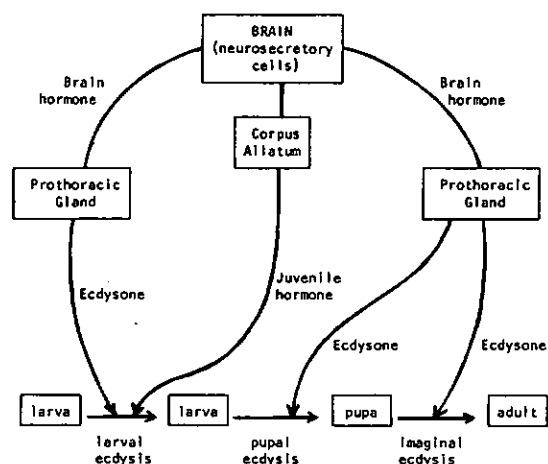 BRAIN
(neurosecretory
cells)
Brain
hormone
Brain
hormone
Corpus
Allatum
Prothoracic
Gland
Prothoracic
Gland
Ecdysone
Juvenile
hormone
Ecdysone
Ecdysone
larva
larva
pupa
adult
larval
ecdysis
pupal
ecdysis
imaginal
ecdysis